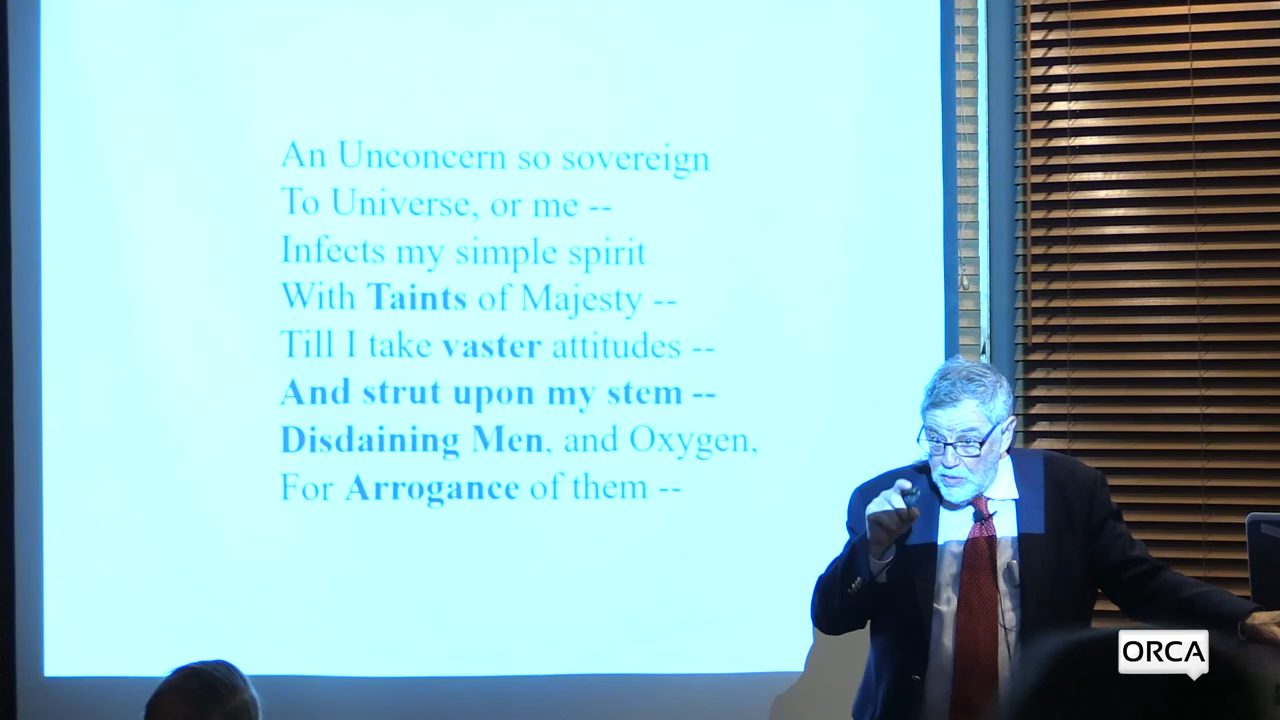 An Unconcern so sovereign
To Universe, or me --
Infects my simple spirit
With Taints of Majesty --
Till I take vaster attitudes --
And strut upon my stem --
Disdaining Men, and Oxygen,
For Arrogance of them --
ORCA